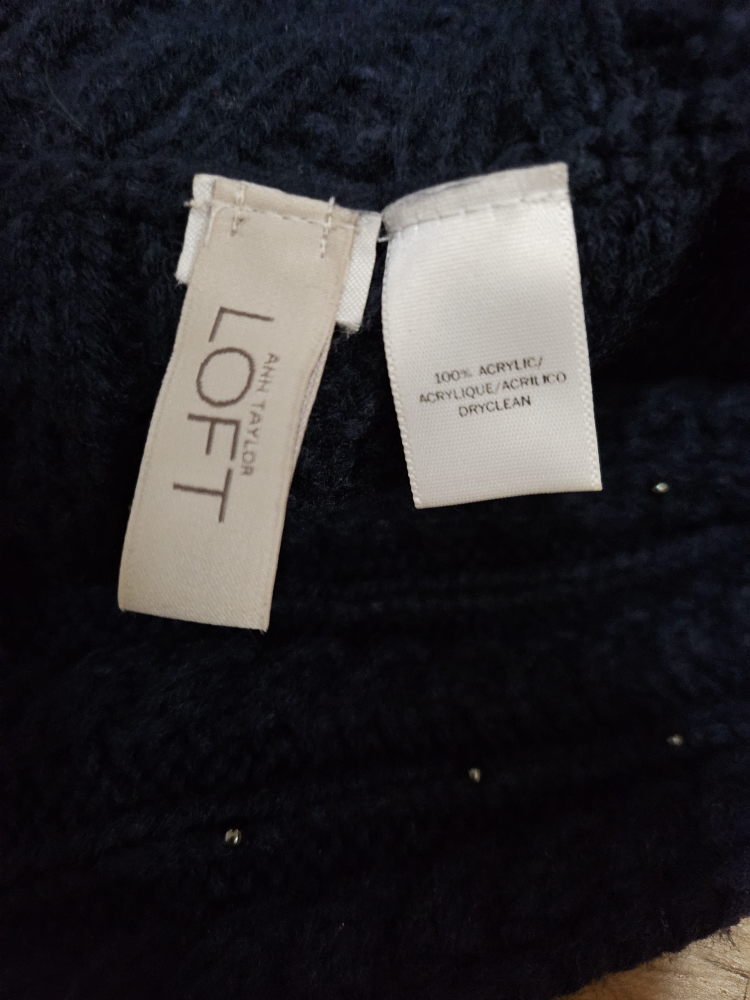 ANN TAYLOR
LOFT
100% ACRYLIC/
ACRYLIQUE/ACRILICO
DRYCLEAN